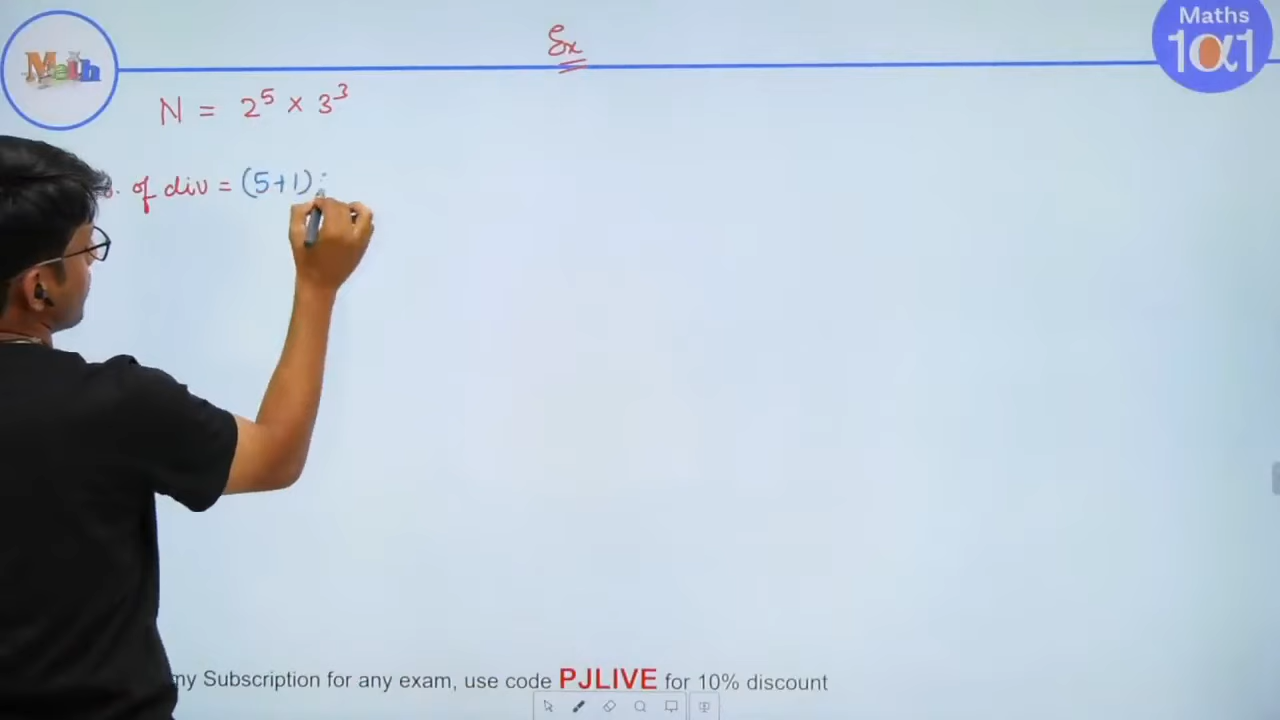 Math
Ex
Maths
1α1
N = 2⁵ × 3³
of div = (5+1)
my Subscription for any exam, use code PJLIVE for 10% discount